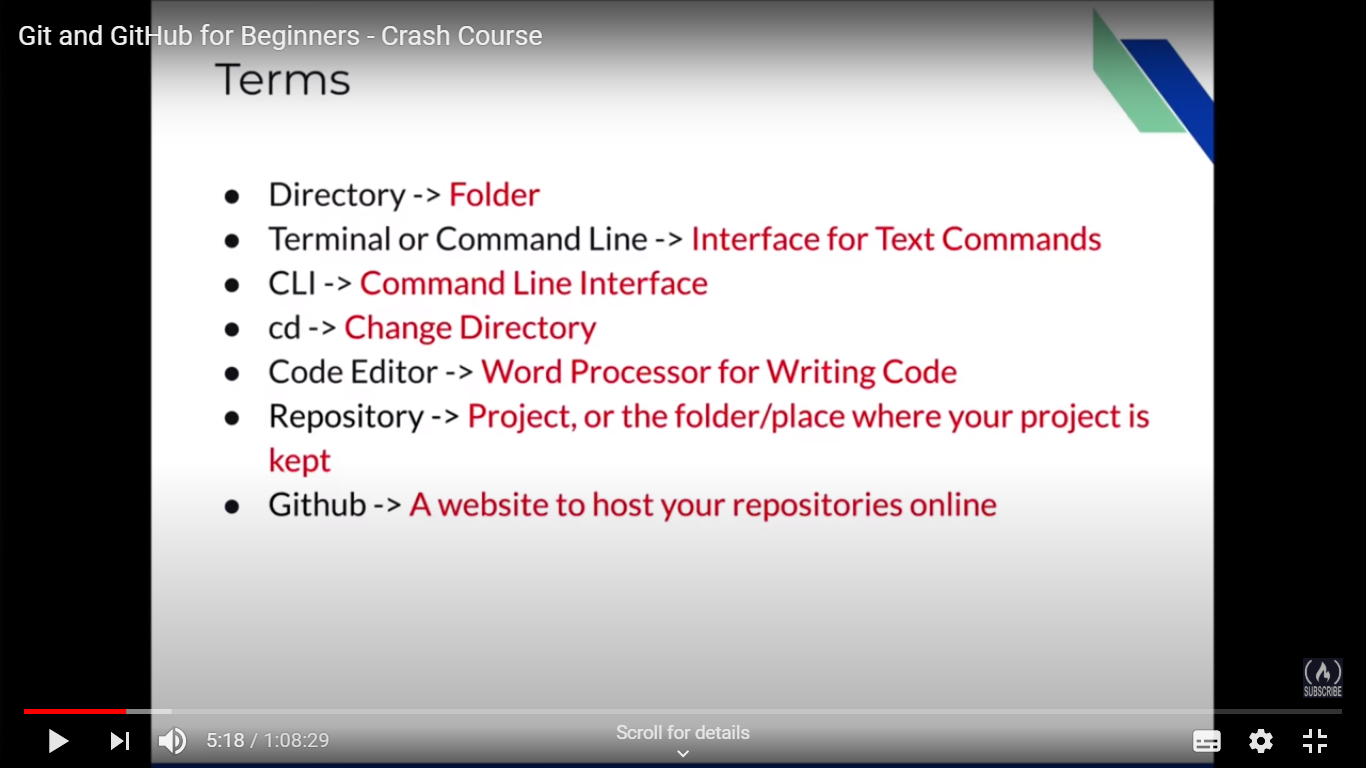 Git and GitHub for Beginners - Crash Course
Terms
● Directory -> Folder
● Terminal or Command Line -> Interface for Text Commands
● CLI -> Command Line Interface
● cd -> Change Directory
● Code Editor -> Word Processor for Writing Code
● Repository -> Project, or the folder/place where your project is
kept
● Github -> A website to host your repositories online
SUBSCRIBE
5:18 / 1:08:29
Scroll for details